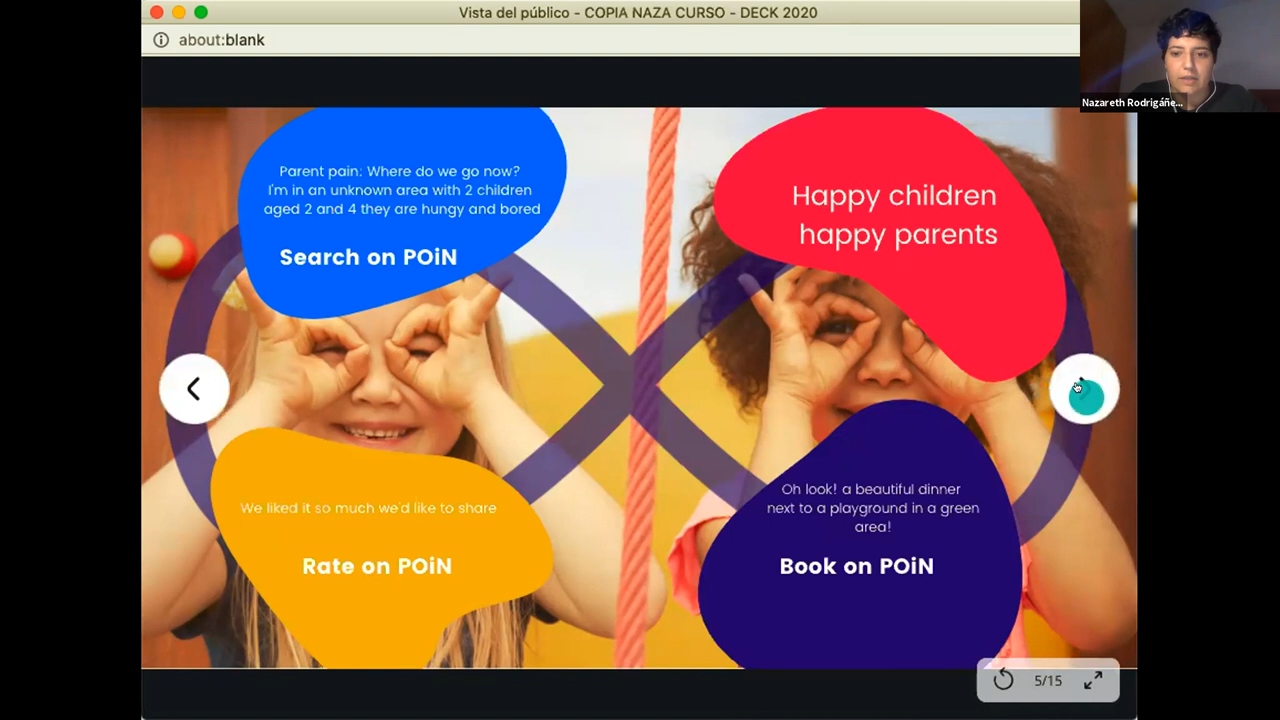 Vista del público - COPIA NAZA CURSO - DECK 2020
about:blank
Nazareth Rodrigáñe...
Parent pain: Where do we go now?
I'm in an unknown area with 2 children
aged 2 and 4 they are hungy and bored
Search on POiN
Happy children
happy parents
We liked it so much we'd like to share
Rate on POiN
Oh look! a beautiful dinner
next to a playground in a green
area!
Book on POiN
5/15